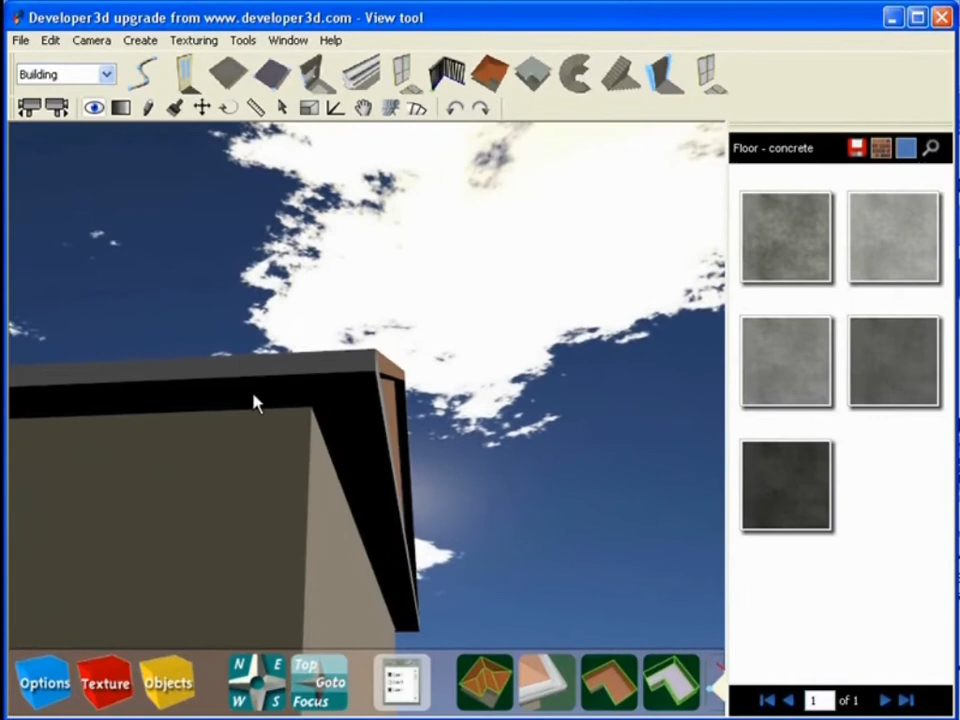 Developer3d upgrade from www.developer3d.com - View tool
File Edit Camera Create Texturing Tools Window Help
Building
Floor - concrete
N E Top
Options Texture Objects Goto
W S Focus
1 of 1